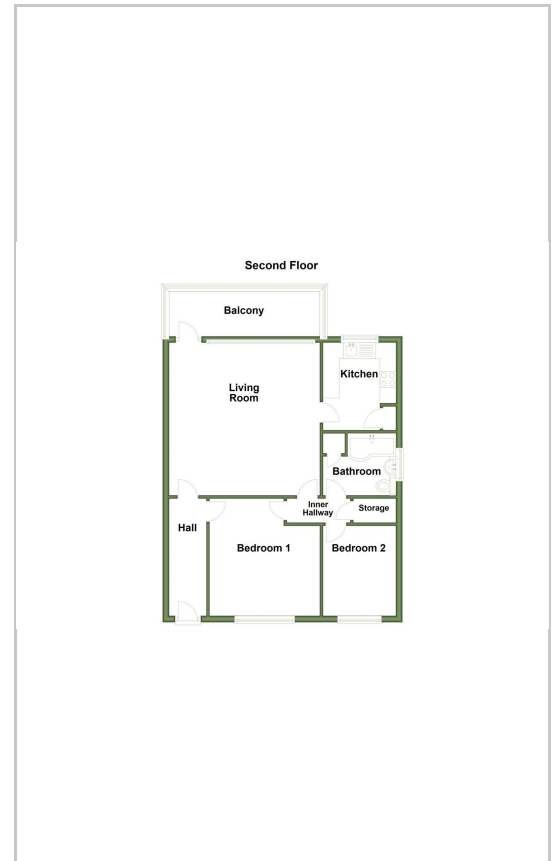 Second Floor
Balcony
Living
Room
Kitchen
Bathroom
Inner
Hallway
Storage
Hall
Bedroom 1
Bedroom 2